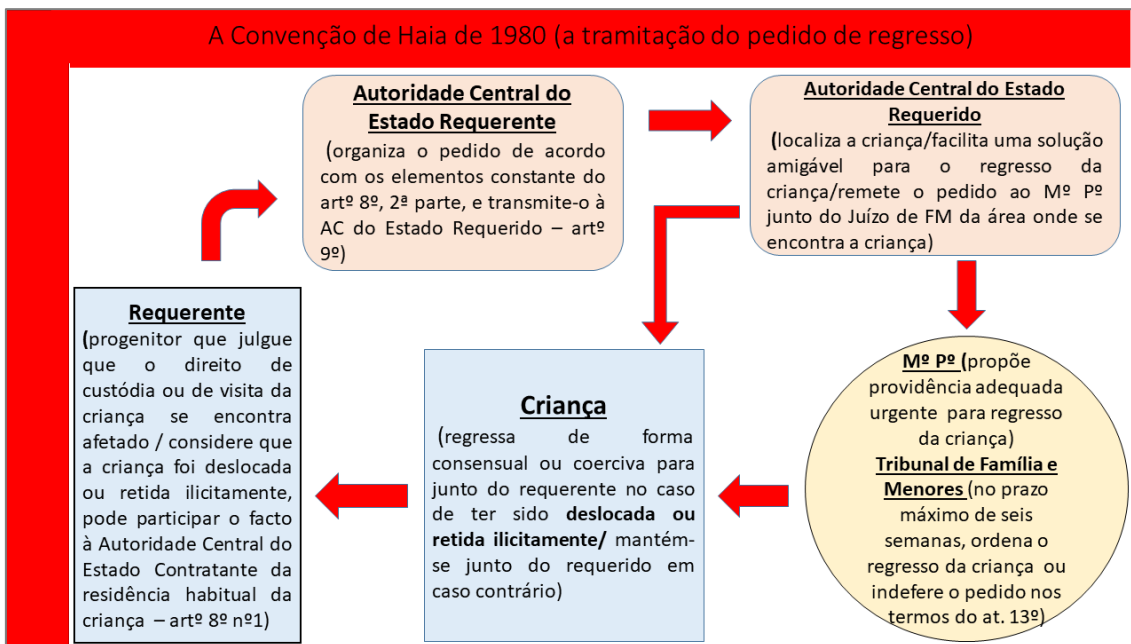 A Convenção de Haia de 1980 (a tramitação do pedido de regresso)
Autoridade Central do
Estado Requerente
(organiza o pedido de acordo
com os elementos constante do
artº 8º, 2ª parte, e transmite-o à
AC do Estado Requerido – artº
9º)
Autoridade Central do Estado
Requerido
(localiza a criança/facilita uma solução
amigável para o regresso da
criança/remete o pedido ao Mº Pº
junto do Juízo de FM da área onde se
encontra a criança)
Requerente
(progenitor que julgue
que o direito de
custódia ou de visita da
criança se encontra
afetado / considere que
a criança foi deslocada
ou retida ilicitamente,
pode participar o facto
à Autoridade Central do
Estado Contratante da
residência habitual da
criança – artº 8º nº1)
Criança
(regressa de forma
consensual ou coerciva para
junto do requerente no caso
de ter sido deslocada ou
retida ilicitamente/ mantém-
se junto do requerido em
caso contrário)
Mº Pº (propõe
providência adequada
urgente para regresso
da criança)
Tribunal de Família e
Menores (no prazo
máximo de seis
semanas, ordena o
regresso da criança ou
indefere o pedido nos
termos do at. 13º)